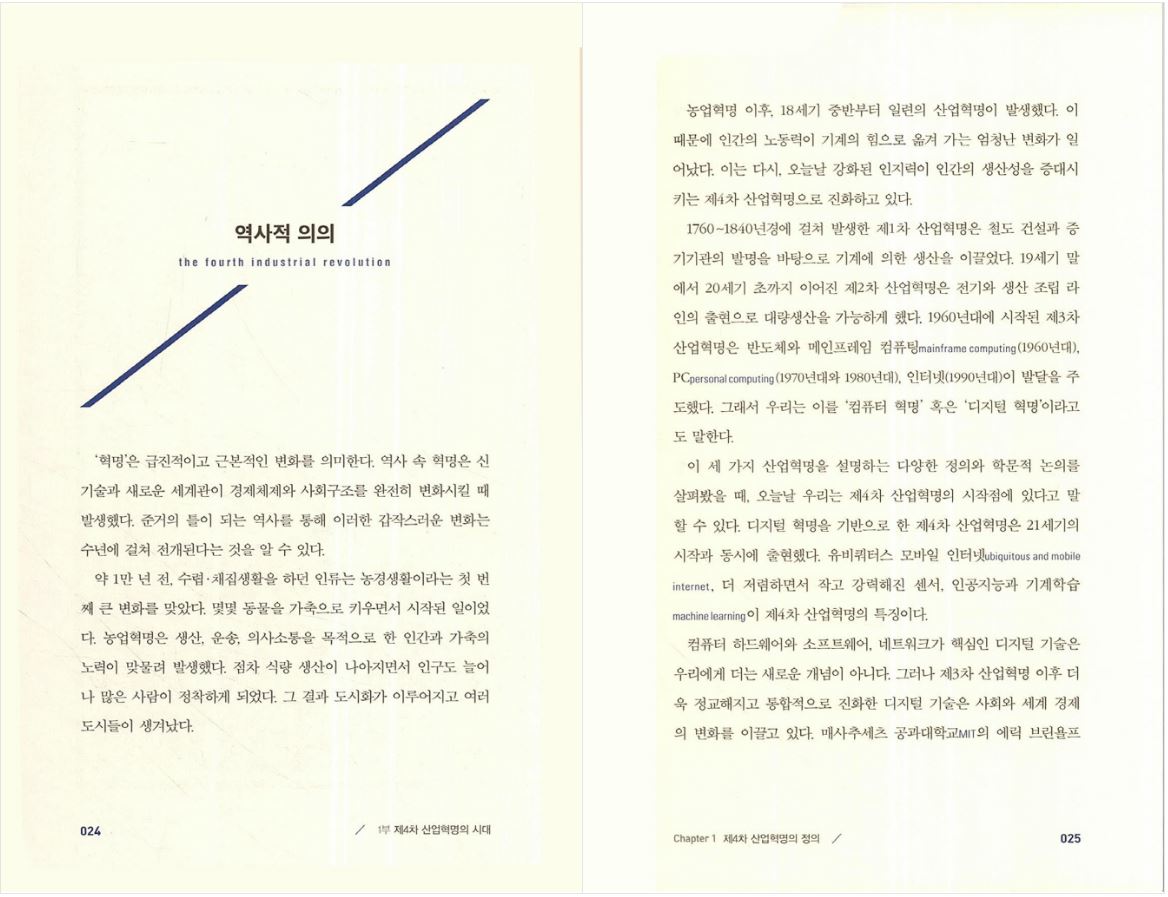 역사적 의의
the fourth industrial revolution
‘혁명’은 급진적이고 근본적인 변화를 의미한다. 역사 속 혁명은 신
기술과 새로운 세계관이 경제체제와 사회구조를 완전히 변화시킬 때
발생했다. 준거의 틀이 되는 역사를 통해 이러한 갑작스러운 변화는
수년에 걸쳐 전개된다는 것을 알 수 있다.
약 1만 년 전, 수렵·채집생활을 하던 인류는 농경생활이라는 첫 번
째 큰 변화를 맞았다. 몇몇 동물을 가축으로 키우면서 시작된 일이었
다. 농업혁명은 생산, 운송, 의사소통을 목적으로 한 인간과 가축의
노력이 맞물려 발생했다. 점차 식량 생산이 나아지면서 인구도 늘어
나 많은 사람이 정착하게 되었다. 그 결과 도시화가 이루어지고 여러
도시들이 생겨났다.
024
/ 1부 제4차 산업혁명의 시대
농업혁명 이후, 18세기 중반부터 일련의 산업혁명이 발생했다. 이
때문에 인간의 노동력이 기계의 힘으로 옮겨 가는 엄청난 변화가 일
어났다. 이는 다시, 오늘날 강화된 인지력이 인간의 생산성을 증대시
키는 제4차 산업혁명으로 진화하고 있다.
1760~1840년경에 걸쳐 발생한 제1차 산업혁명은 철도 건설과 증
기기관의 발명을 바탕으로 기계에 의한 생산을 이끌었다. 19세기 말
에서 20세기 초까지 이어진 제2차 산업혁명은 전기와 생산 조립 라
인의 출현으로 대량생산을 가능하게 했다. 1960년대에 시작된 제3차
산업혁명은 반도체와 메인프레임 컴퓨팅mainframe computing(1960년대),
PCpersonal computing(1970년대와 1980년대), 인터넷(1990년대)이 발달을 주
도했다. 그래서 우리는 이를 ‘컴퓨터 혁명’ 혹은 ‘디지털 혁명’이라고
도 말한다.
이 세 가지 산업혁명을 설명하는 다양한 정의와 학문적 논의를
살펴봤을 때, 오늘날 우리는 제4차 산업혁명의 시작점에 있다고 말
할 수 있다. 디지털 혁명을 기반으로 한 제4차 산업혁명은 21세기의
시작과 동시에 출현했다. 유비쿼터스 모바일 인터넷ubiquitous and mobile
internet, 더 저렴하면서 작고 강력해진 센서, 인공지능과 기계학습
machine learning이 제4차 산업혁명의 특징이다.
컴퓨터 하드웨어와 소프트웨어, 네트워크가 핵심인 디지털 기술은
우리에게 더는 새로운 개념이 아니다. 그러나 제3차 산업혁명 이후 더
욱 정교해지고 통합적으로 진화한 디지털 기술은 사회와 세계 경제
의 변화를 이끌고 있다. 매사추세츠 공과대학교MIT의 에릭 브린욜프
Chapter 1 제4차 산업혁명의 정의 /
025